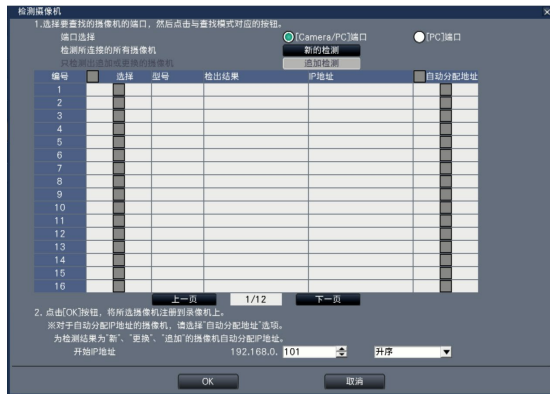 检测摄像机
1.选择要查找的摄像机的端口，然后点击与查找模式对应的按钮。
端口选择 [Camera/PC]端口 [PC]端口
检测所连接的所有摄像机 新的检测
只检测出追加或更换的摄像机 追加检测
编号 选择 型号 检出结果 IP地址 自动分配地址
1
2
3
4
5
6
7
8
9
10
11
12
13
14
15
16
上一页 1/12 下一页
2. 点击[OK]按钮，将所选摄像机注册到录像机上。
※对于自动分配IP地址的摄像机，请选择"自动分配地址"选项。
为检测结果为"新"、"更换"、"追加"的摄像机自动分配IP地址。
开始IP地址 192.168.0. 101 升序
OK 取消